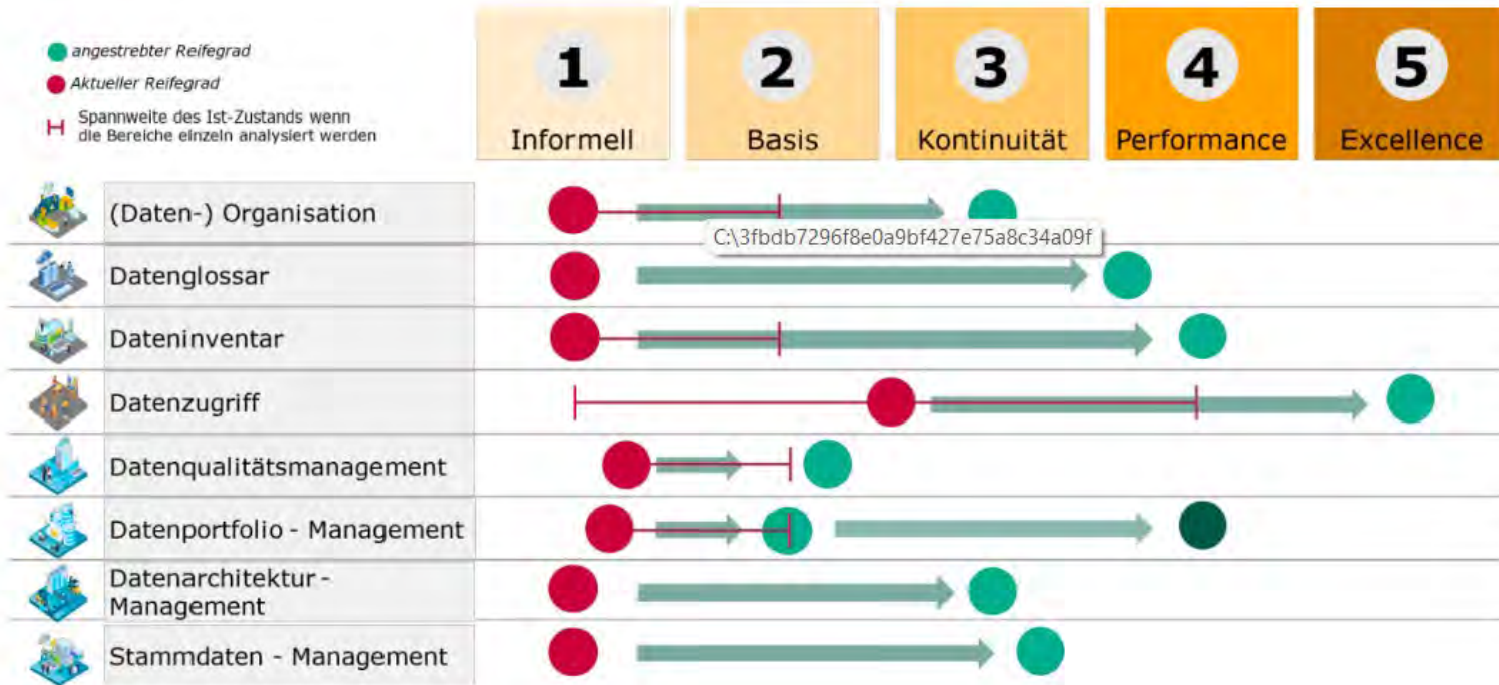 angestrebter Reifegrad
Aktueller Reifegrad
Spannweite des Ist-Zustands wenn
die Bereiche einzeln analysiert werden
1
Informell
2
Basis
3
Kontinuität
4
Performance
5
Excellence
(Daten-) Organisation
C:\3fbdb7296f8e0a9bf427e75a8c34a09f
Datenglossar
Dateninventar
Datenzugriff
Datenqualitätsmanagement
Datenportfolio - Management
Datenarchitektur -
Management
Stammdaten - Management